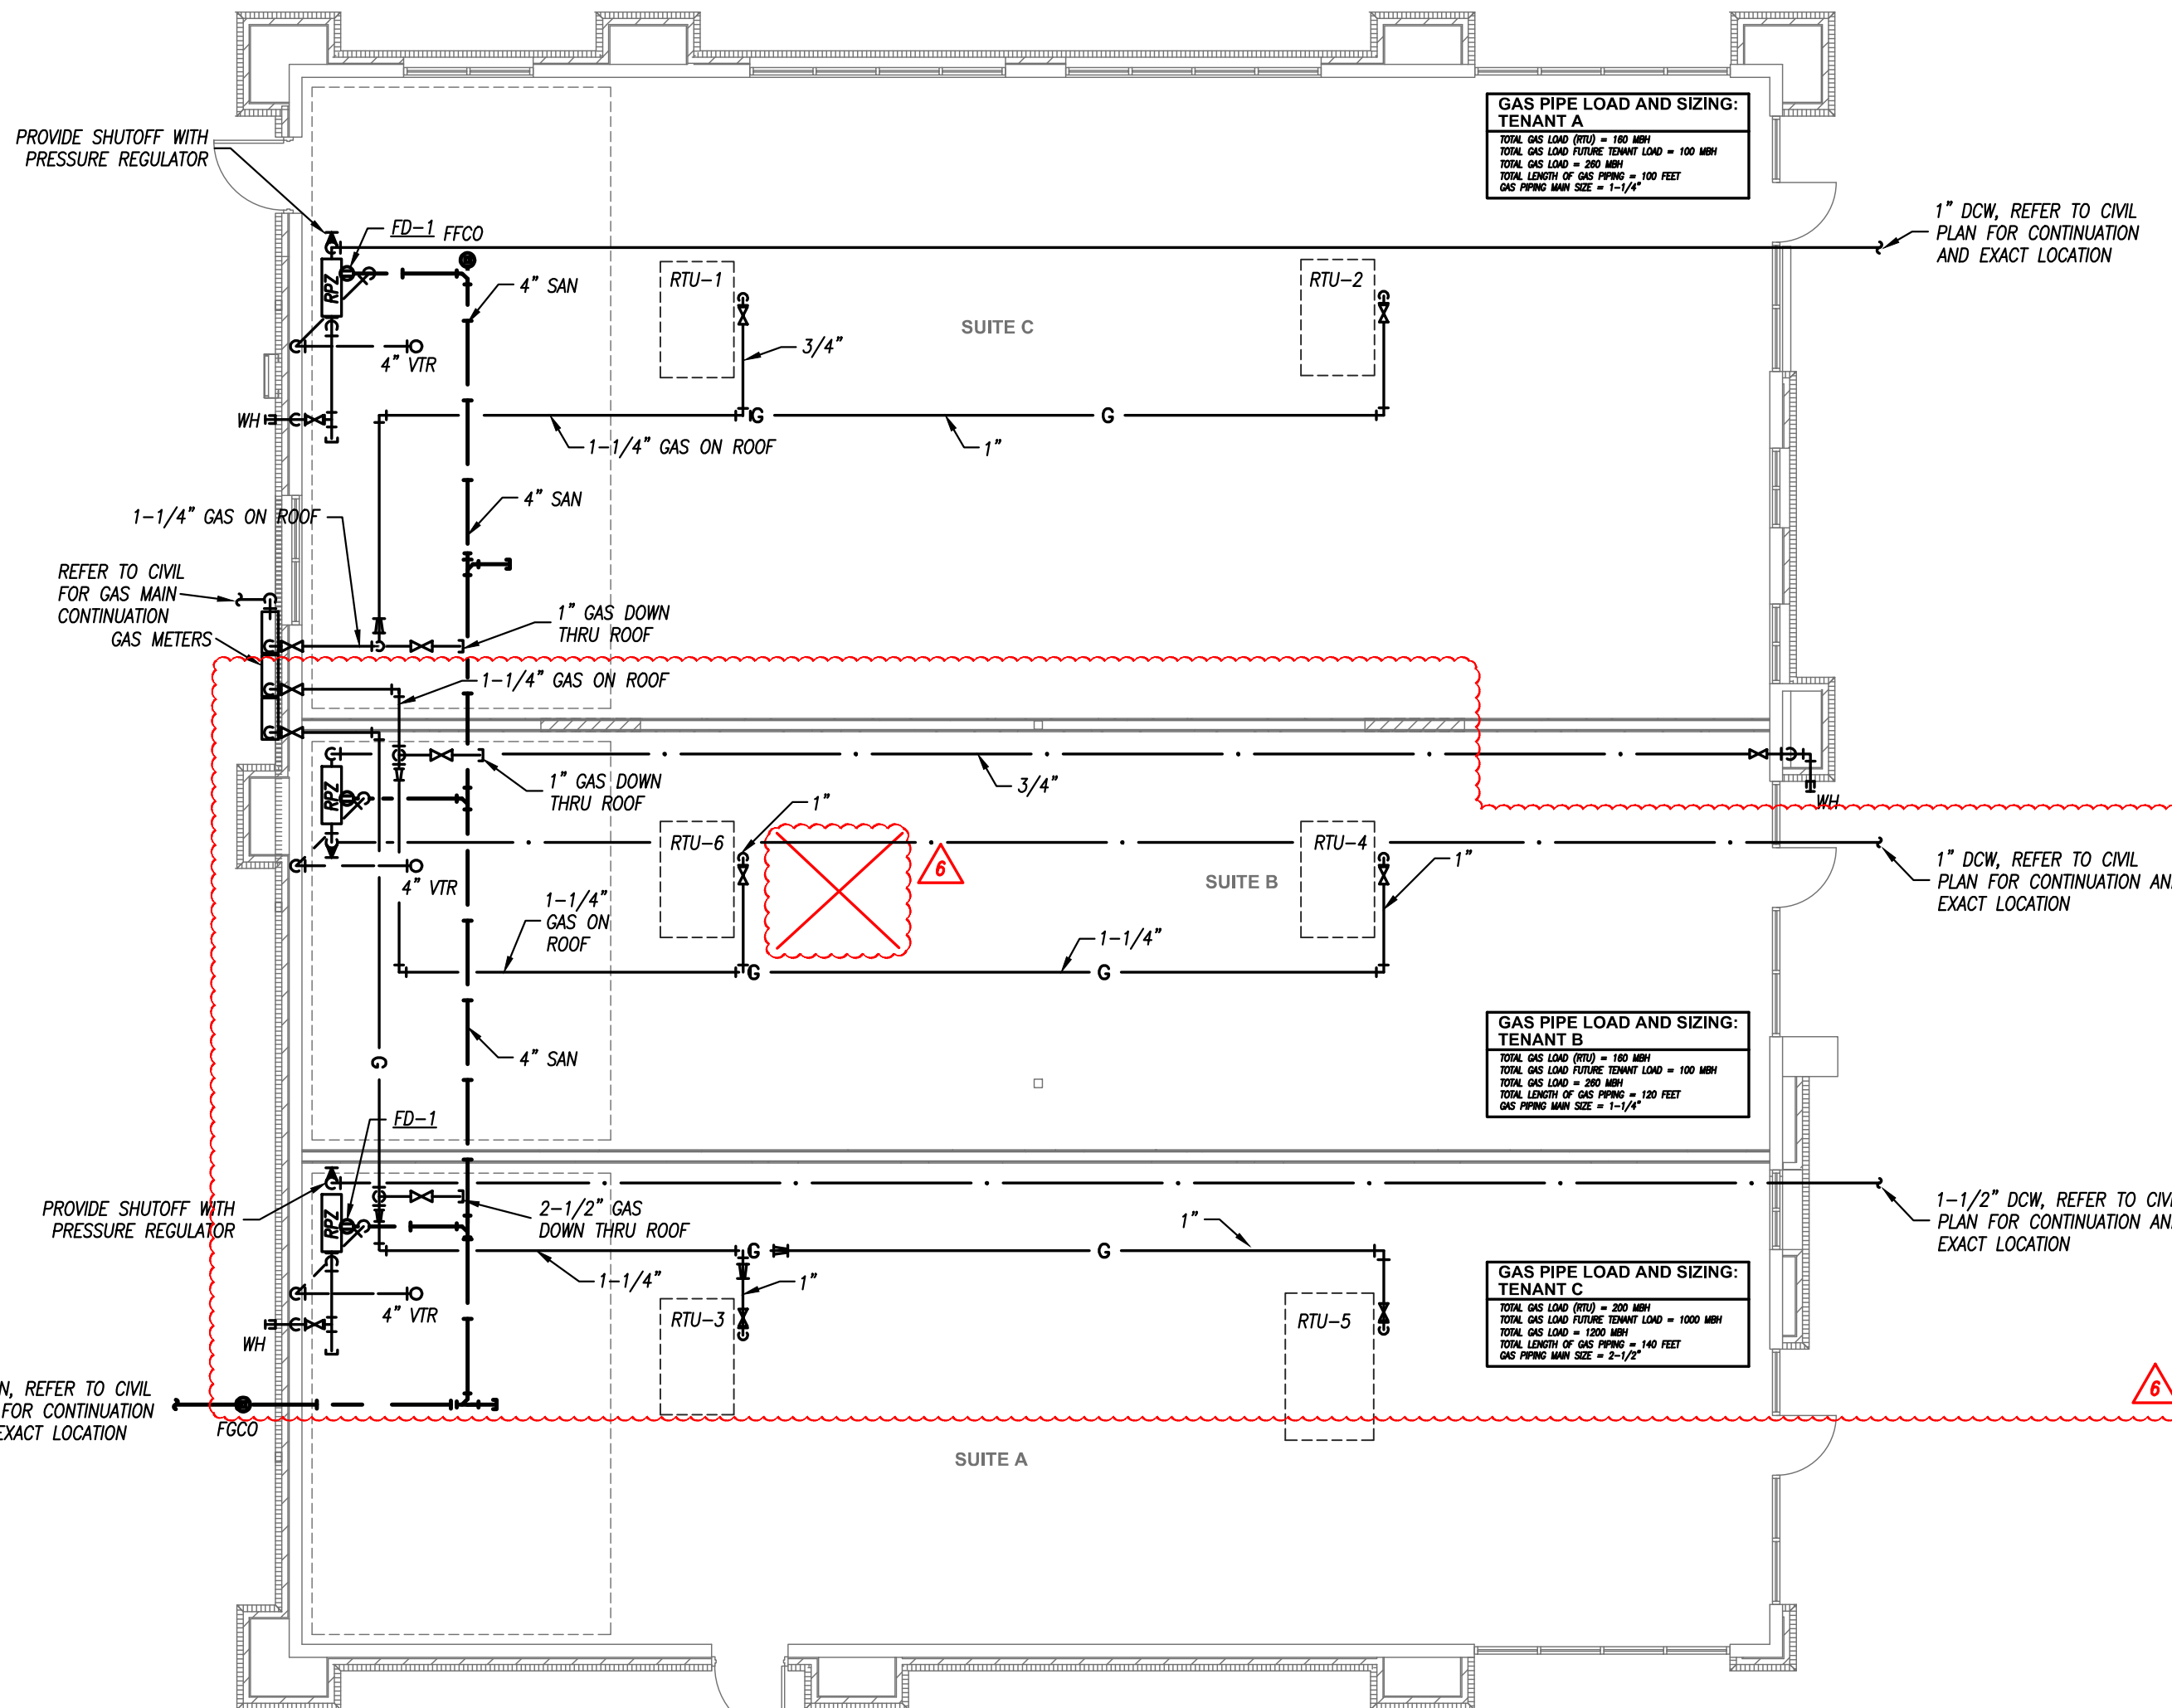 GAS PIPE LOAD AND SIZING:
TENANT A
TOTAL GAS LOAD (RTU) = 160 MBH
TOTAL GAS LOAD FUTURE TENANT LOAD = 100 MBH
TOTAL GAS LOAD = 260 MBH
TOTAL LENGTH OF GAS PIPING = 100 FEET
GAS PIPING MAIN SIZE = 1-1/4"
PROVIDE SHUTOFF WITH
PRESSURE REGULATOR
1" DCW, REFER TO CIVIL
PLAN FOR CONTINUATION
AND EXACT LOCATION
FD-1
FFCO
RPZ
4" SAN
RTU-1
RTU-2
SUITE C
3/4"
4" VTR
WH
G
G
1-1/4" GAS ON ROOF
1"
4" SAN
1-1/4" GAS ON ROOF
REFER TO CIVIL
FOR GAS MAIN
CONTINUATION
GAS METERS
1" GAS DOWN
THRU ROOF
1-1/4" GAS ON ROOF
1" GAS DOWN
THRU ROOF
3/4"
WH
RPZ
1"
RTU-6
6
RTU-4
1"
SUITE B
1" DCW, REFER TO CIVIL
PLAN FOR CONTINUATION
EXACT LOCATION
4" VTR
1-1/4"
GAS ON
ROOF
1-1/4"
G
G
GAS PIPE LOAD AND SIZING:
TENANT B
TOTAL GAS LOAD (RTU) = 160 MBH
TOTAL GAS LOAD FUTURE TENANT LOAD = 100 MBH
TOTAL GAS LOAD = 260 MBH
TOTAL LENGTH OF GAS PIPING = 120 FEET
GAS PIPING MAIN SIZE = 1-1/4"
4" SAN
G
FD-1
PROVIDE SHUTOFF WITH
PRESSURE REGULATOR
RPZ
2-1/2" GAS
DOWN THRU ROOF
1"
1-1/2" DCW, REFER TO
PLAN FOR CONTINUATION
EXACT LOCATION
G
G
1-1/4"
1"
GAS PIPE LOAD AND SIZING:
TENANT C
TOTAL GAS LOAD (RTU) = 200 MBH
TOTAL GAS LOAD FUTURE TENANT LOAD = 1000 MBH
TOTAL GAS LOAD = 1200 MBH
TOTAL LENGTH OF GAS PIPING = 140 FEET
GAS PIPING MAIN SIZE = 2-1/2"
4" VTR
RTU-3
RTU-5
WH
REFER TO CIVIL
FOR CONTINUATION
EXACT LOCATION
FGCO
6
SUITE A